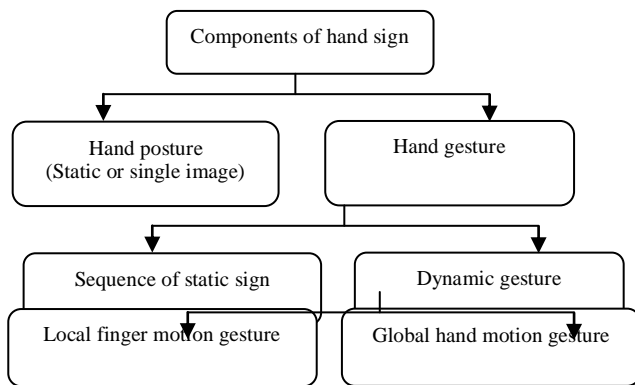 Components of hand sign
Hand posture
(Static or single image)
Hand gesture
Sequence of static sign
Dynamic gesture
Local finger motion gesture
Global hand motion gesture